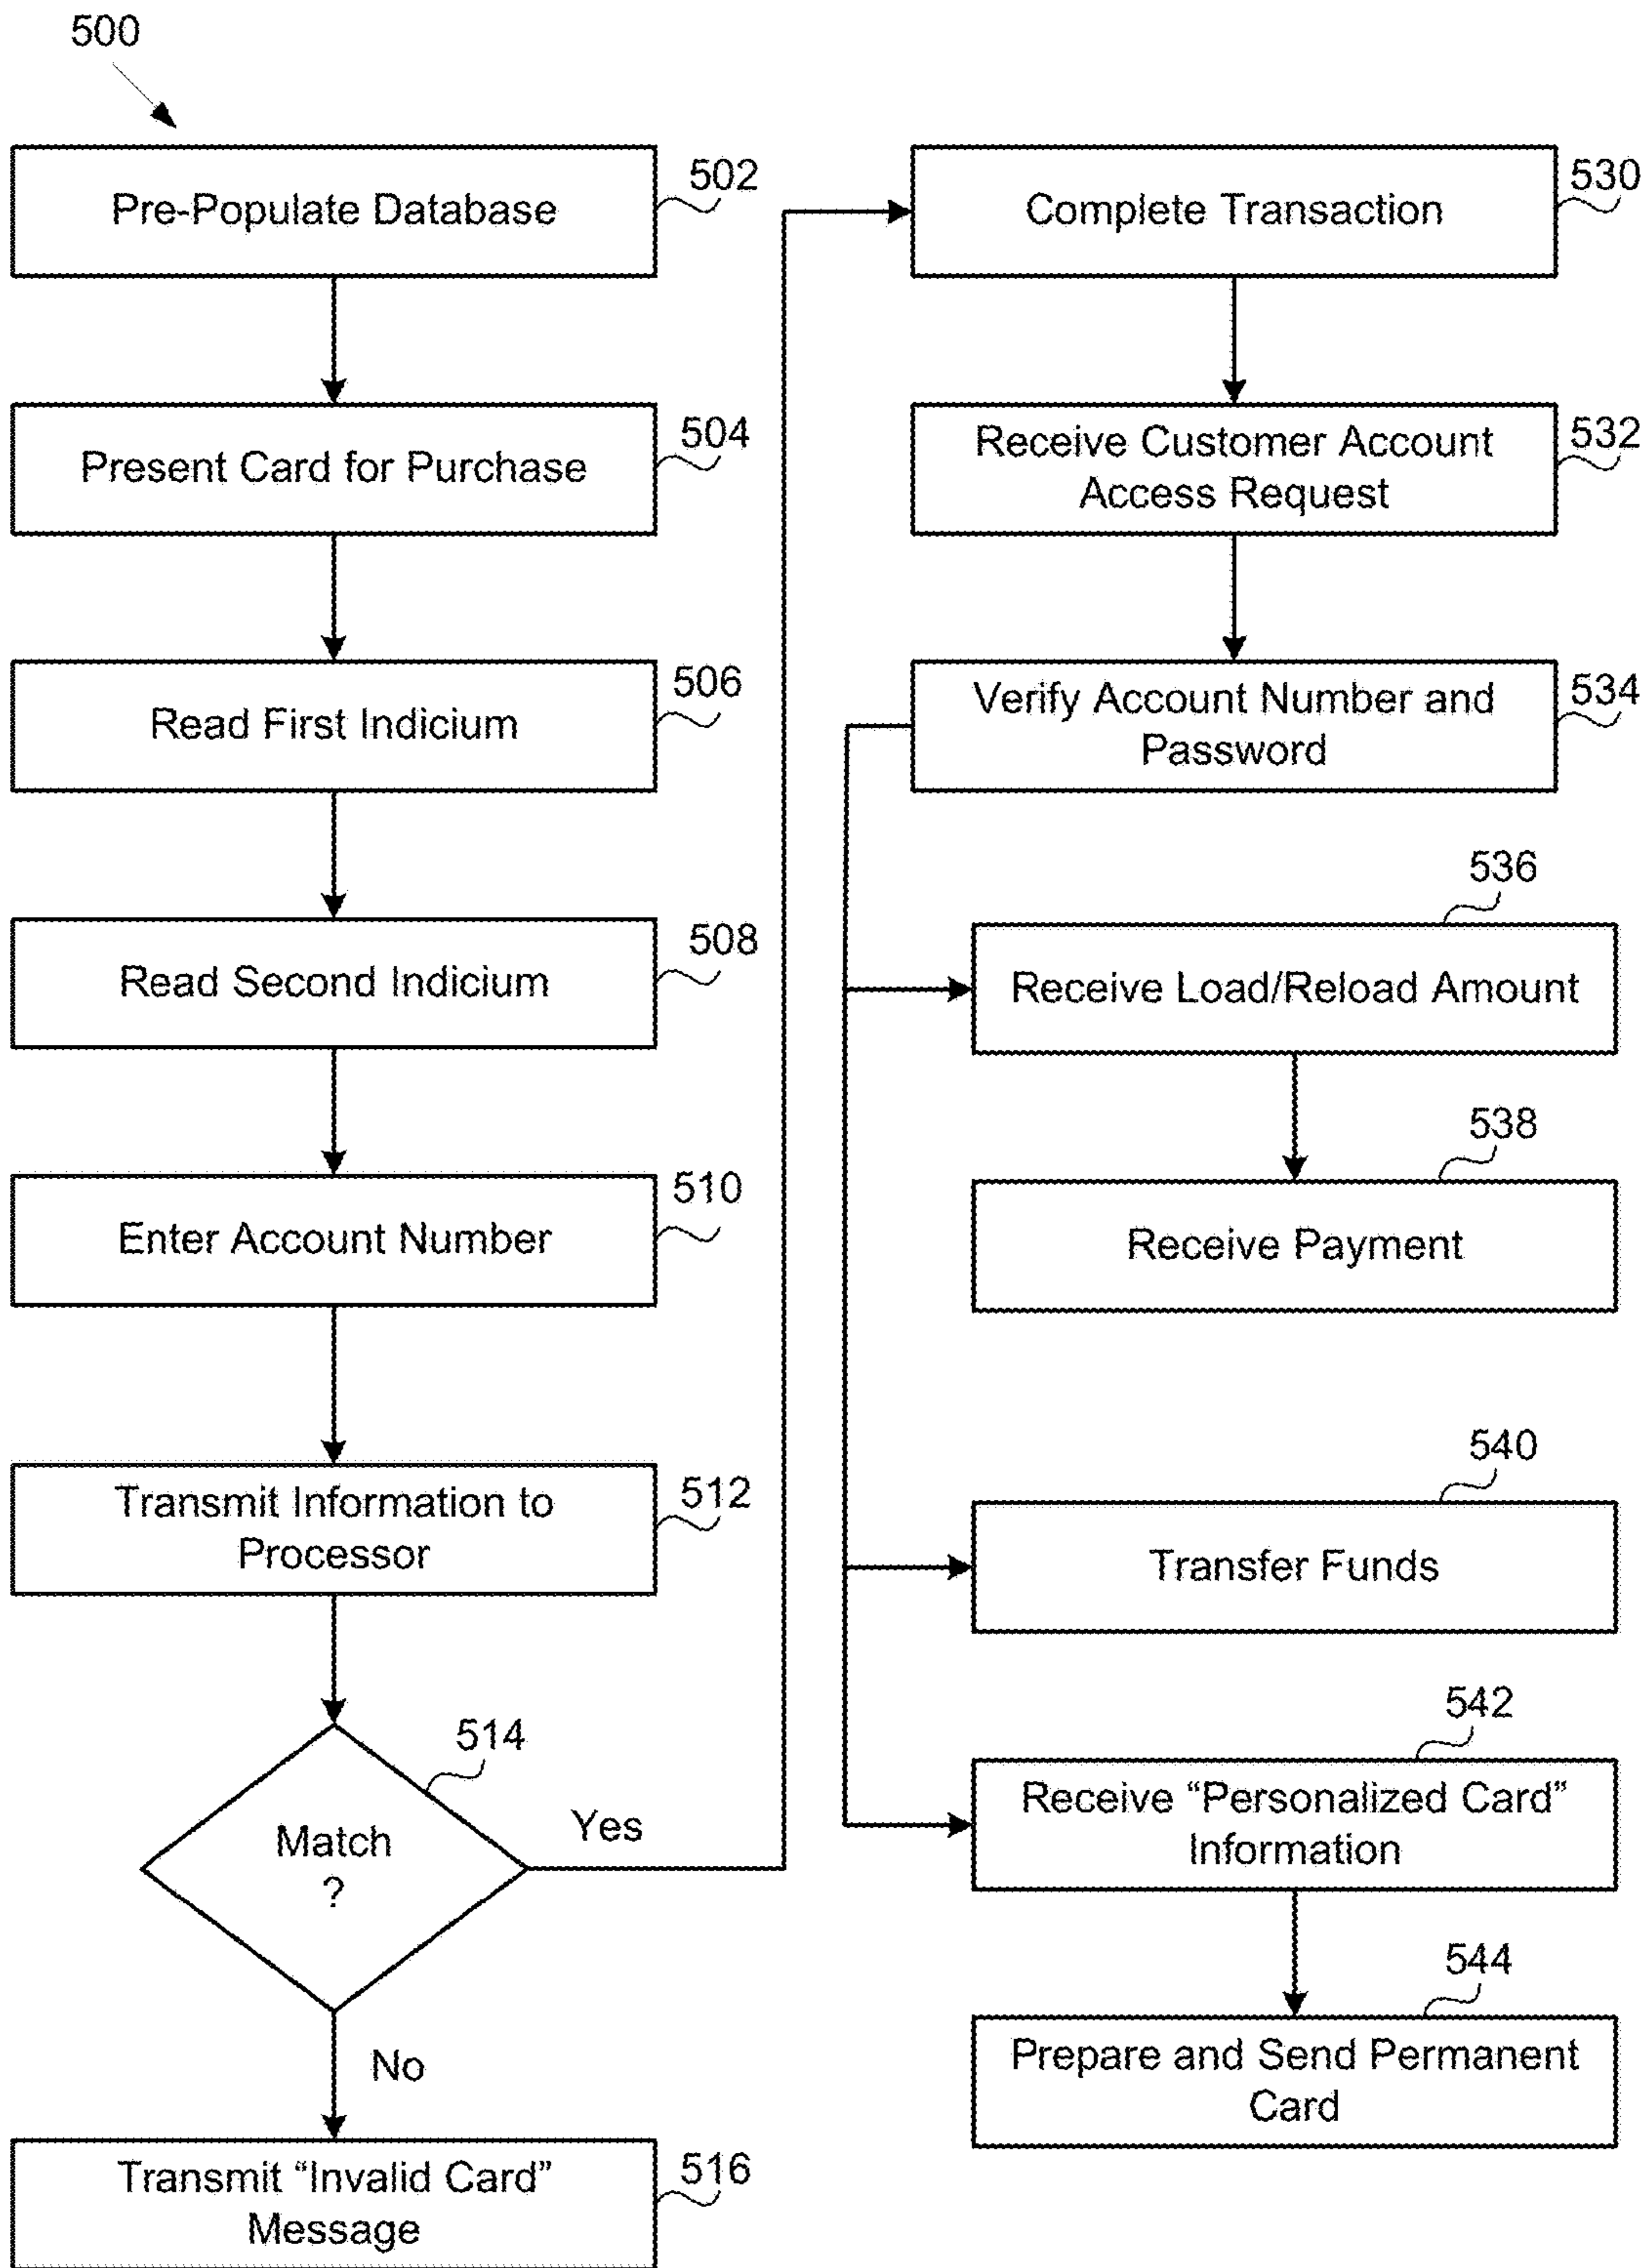 500
Pre-Populate Database
502
Present Card for Purchase
504
Read First Indicium
506
Read Second Indicium
508
Enter Account Number
510
Transmit Information to
Processor
512
Match
?
514
Yes
No
Transmit “Invalid Card”
Message
516
Complete Transaction
530
Receive Customer Account
Access Request
532
Verify Account Number and
Password
534
536
Receive Load/Reload Amount
538
Receive Payment
540
Transfer Funds
542
Receive “Personalized Card”
Information
544
Prepare and Send Permanent
Card